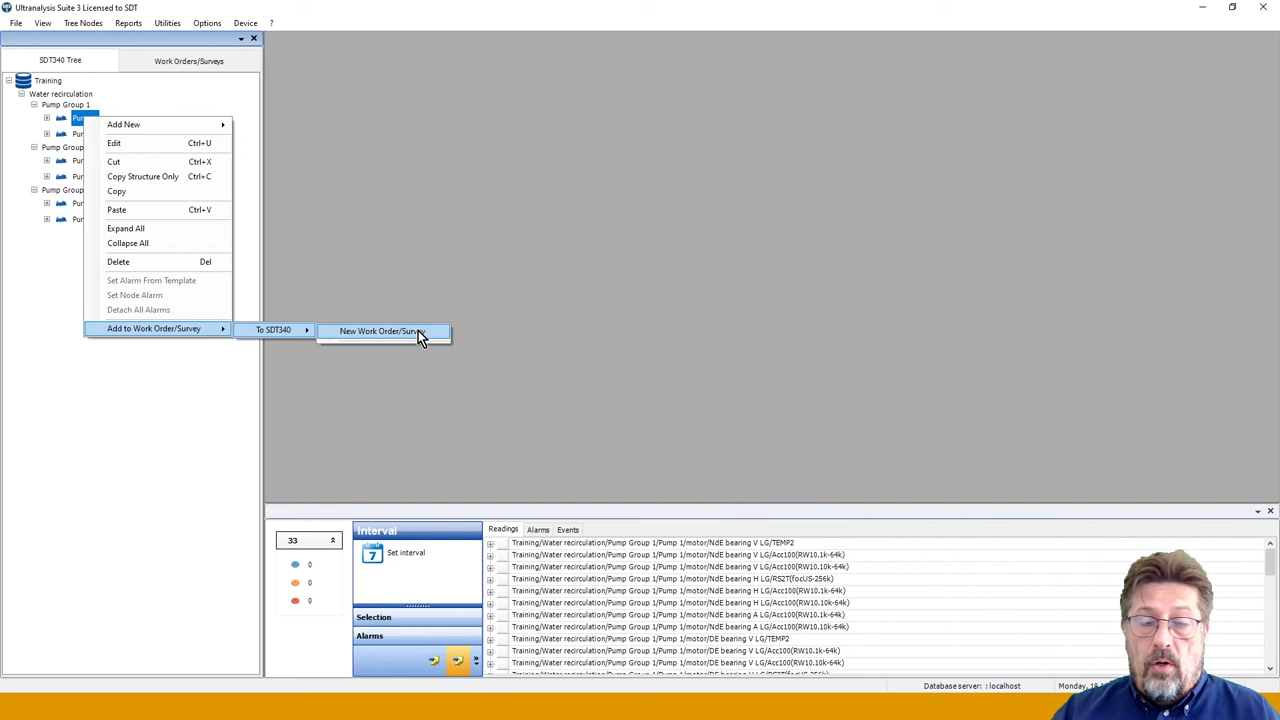 Ultranalysis Suite 3 Licensed to SDT
File View Tree Nodes Reports Utilities Options Device ?
SDT340 Tree
Work Orders/Surveys
Training
Water recirculation
Pump Group 1
Pump Group
Pump Group
Add New
Edit Ctrl+U
Cut Ctrl+X
Copy Structure Only Ctrl+C
Copy
Paste Ctrl+V
Expand All
Collapse All
Delete Del
Set Alarm From Template
Set Node Alarm
Detach All Alarms
Add to Work Order/Survey
To SDT340
New Work Order/Survey
33
0
0
0
Interval
7 Set interval
Selection
Alarms
Readings Alarms Events
Training/Water recirculation/Pump Group 1/Pump 1/motor/NdE bearing V LG/TEMP2
Training/Water recirculation/Pump Group 1/Pump 1/motor/NdE bearing V LG/Acc100(RW10.1k-64k)
Training/Water recirculation/Pump Group 1/Pump 1/motor/NdE bearing V LG/Acc100(RW10.10k-64k)
Training/Water recirculation/Pump Group 1/Pump 1/motor/NdE bearing H LG/RS2T(focUS-256k)
Training/Water recirculation/Pump Group 1/Pump 1/motor/NdE bearing H LG/Acc100(RW10.1k-64k)
Training/Water recirculation/Pump Group 1/Pump 1/motor/NdE bearing H LG/Acc100(RW10.10k-64k)
Training/Water recirculation/Pump Group 1/Pump 1/motor/NdE bearing A LG/Acc100(RW10.1k-64k)
Training/Water recirculation/Pump Group 1/Pump 1/motor/NdE bearing A LG/Acc100(RW10.10k-64k)
Training/Water recirculation/Pump Group 1/Pump 1/motor/DE bearing V LG/TEMP2
Training/Water recirculation/Pump Group 1/Pump 1/motor/DE bearing V LG/Acc100(RW10.1k-64k)
Training/Water recirculation/Pump Group 1/Pump 1/motor/DE bearing V LG/Acc100(RW10.10k-64k)
Database server: : localhost
Monday, 19